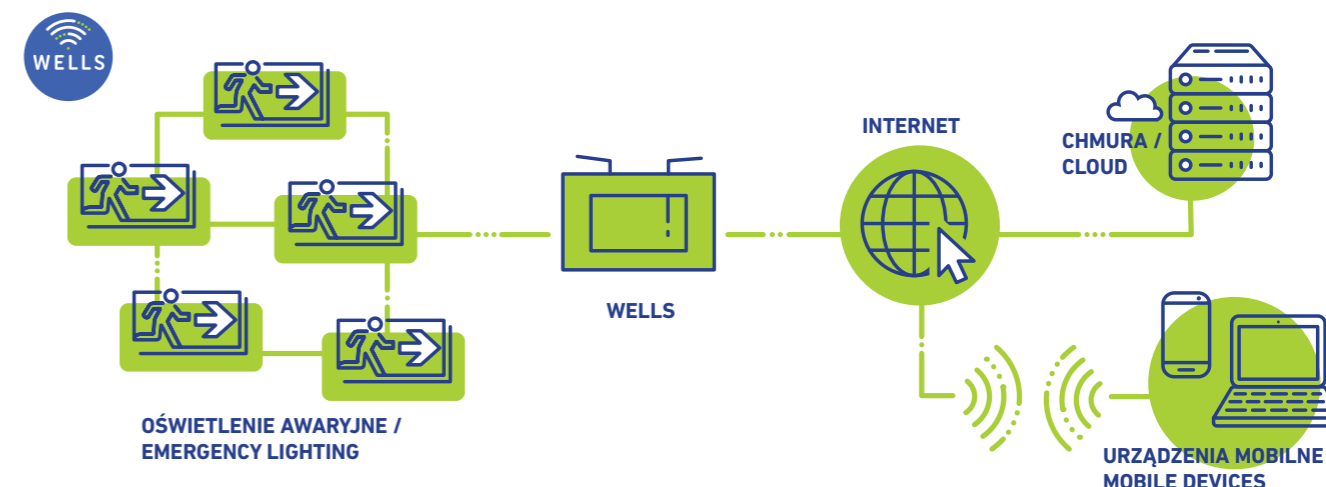 WELLS
INTERNET
CHMURA /
CLOUD
WELLS
OŚWIETLENIE AWARYJNE /
EMERGENCY LIGHTING
URZĄDZENIA MOBILNE
MOBILE DEVICES